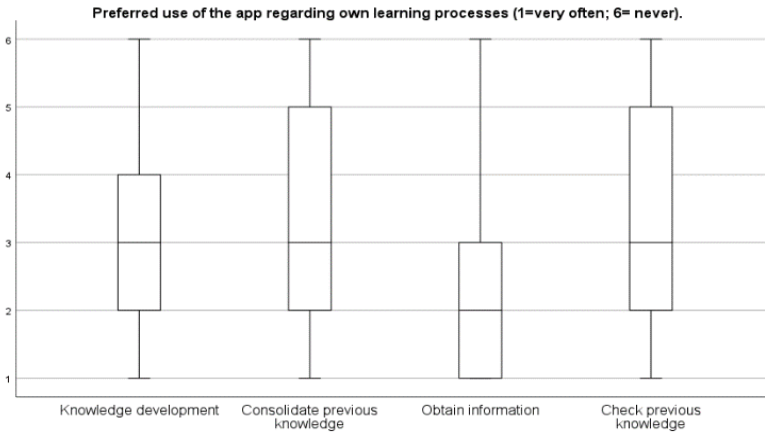 Preferred use of the app regarding own learning processes (1=very often; 6= never).
6
5
4
3
2
1
Knowledge development
Consolidate previous
knowledge
Obtain information
Check previous
knowledge